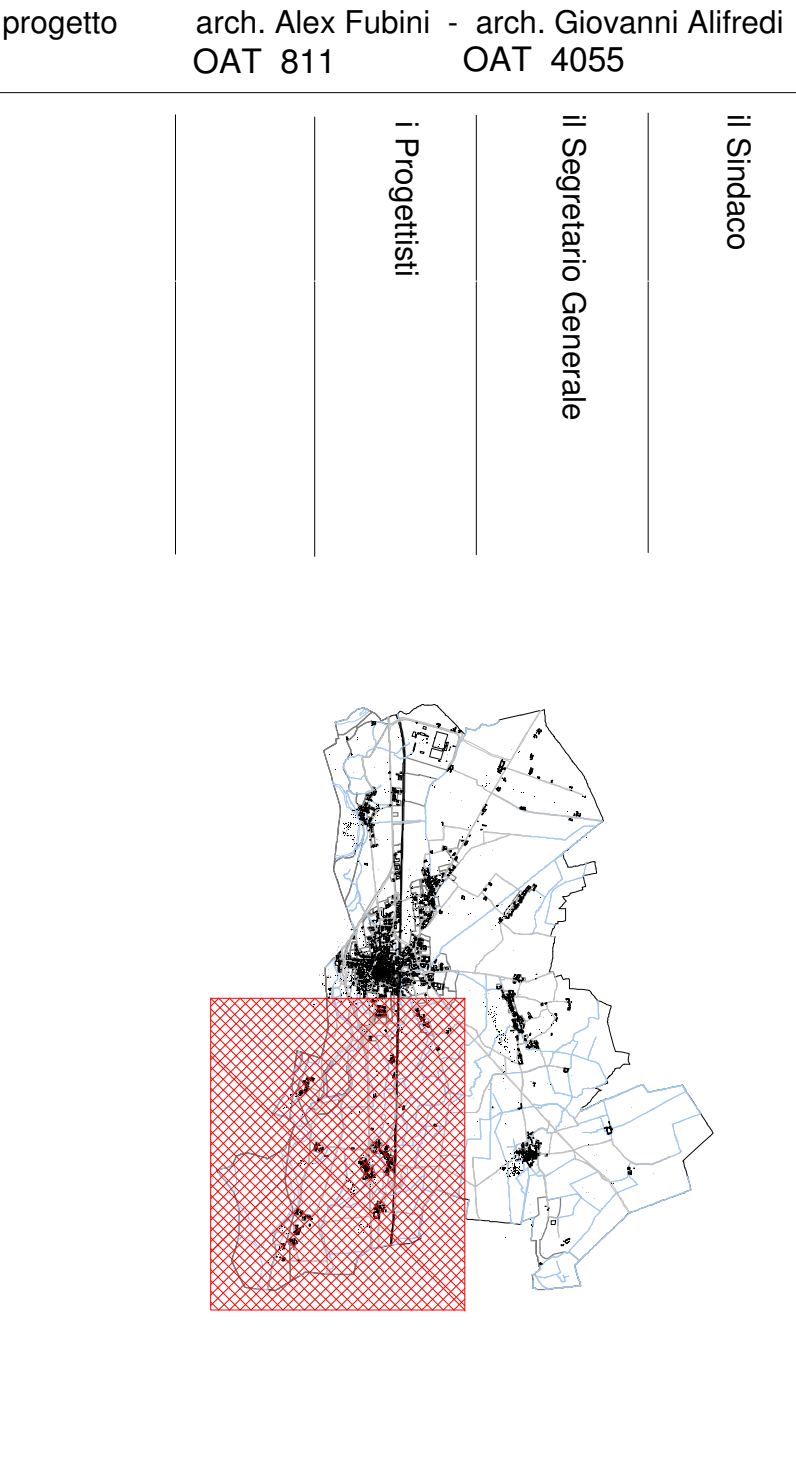 progetto arch. Alex Fubini - arch. Giovanni Alifredi
OAT 811 OAT 4055
il Sindaco
il Segretario Generale
i Progettisti